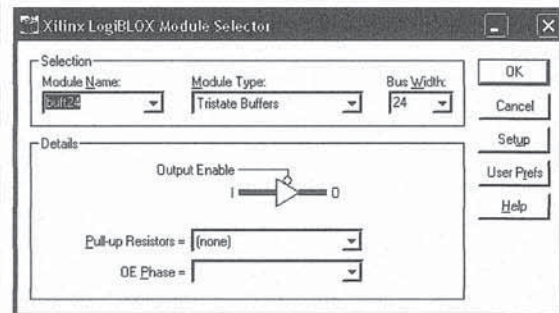 Xilinx LogiBLOX Module Selector
Selection
Module Name:
buft24
Module Type:
Tristate Buffers
Bus Width:
24
OK
Cancel
Setup
User Prefs
Help
Details
Output Enable
I
O
Pull-up Resistors = (none)
OE Phase =